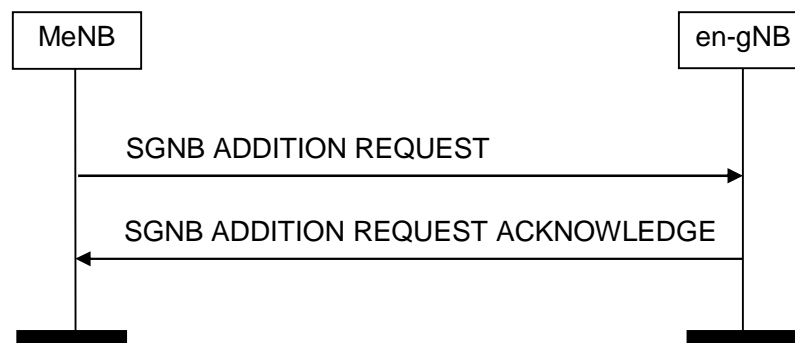 MeNB
en-gNB
SGNB ADDITION REQUEST
SGNB ADDITION REQUEST ACKNOWLEDGE